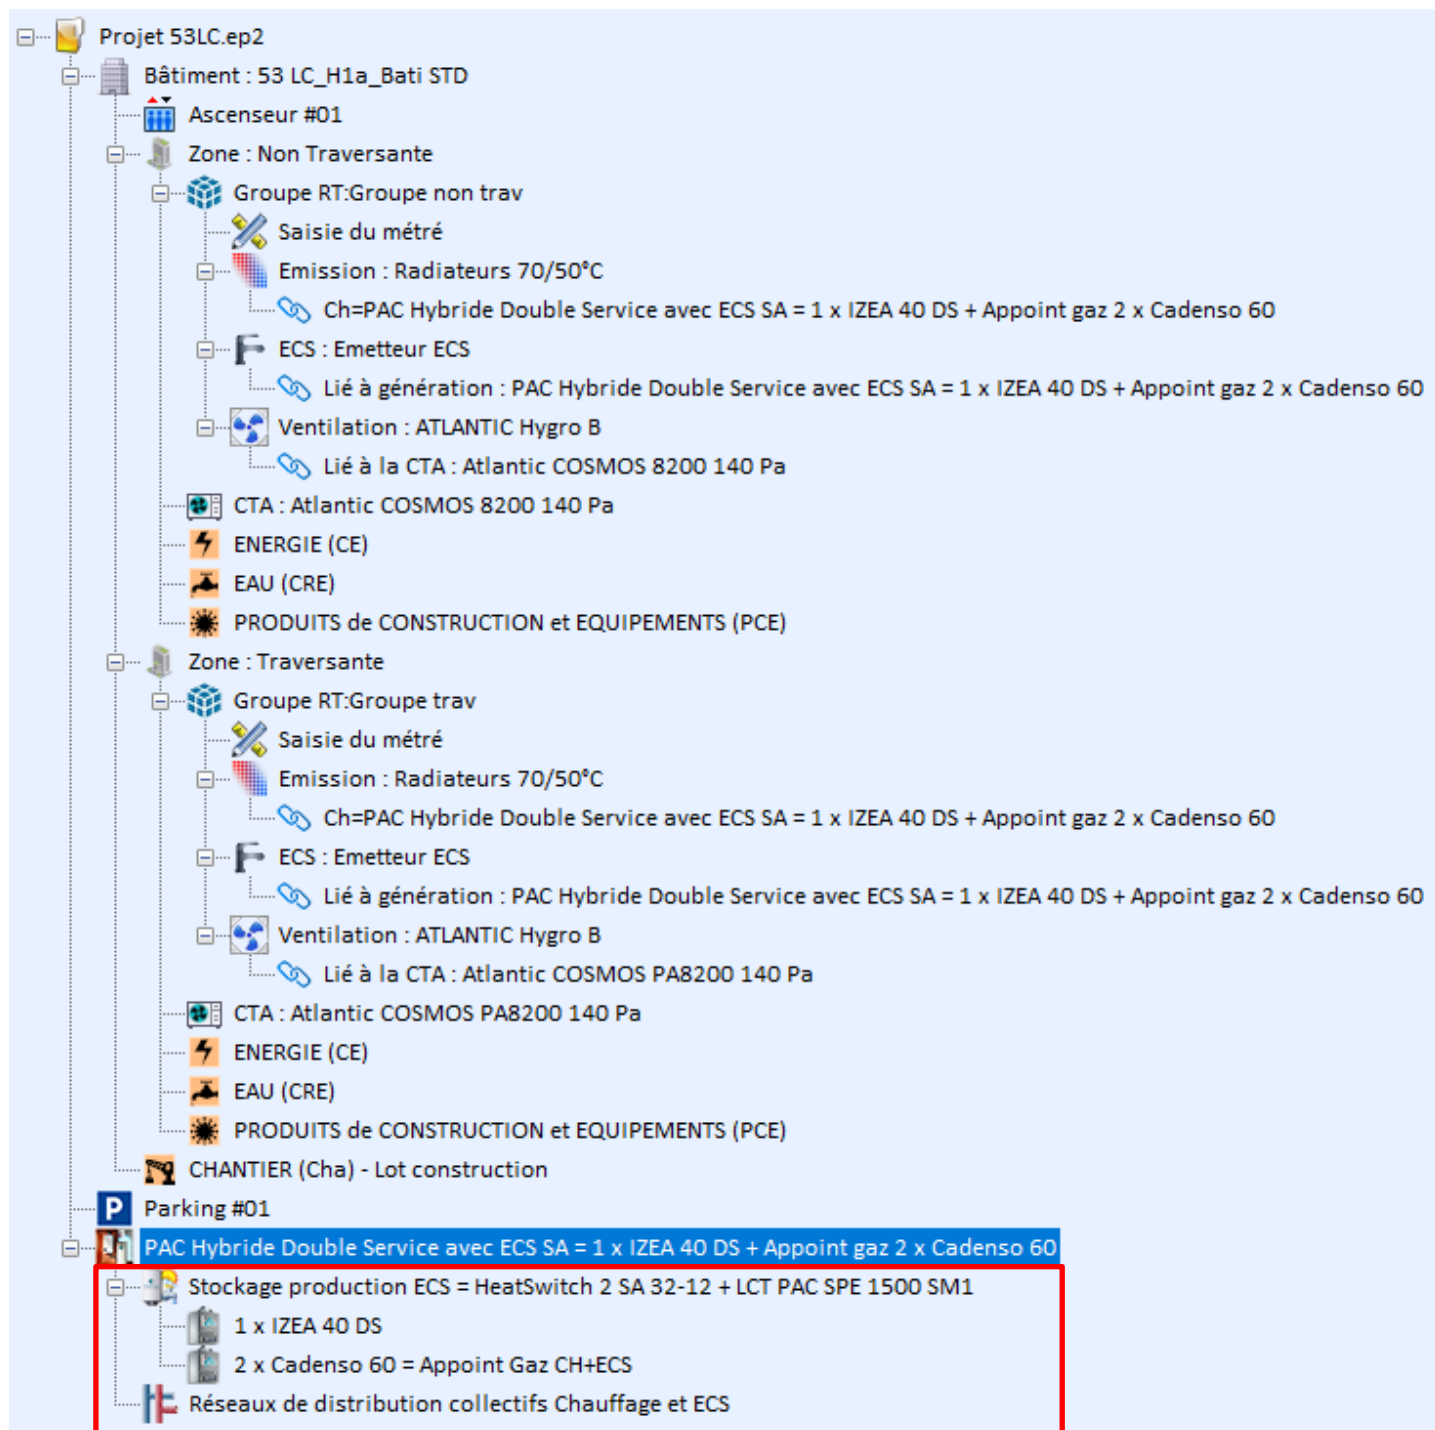 Projet 53LC.ep2
Bâtiment : 53 LC_H1a_Bati STD
Ascenseur #01
Zone : Non Traversante
Groupe RT:Groupe non trav
Saisie du métré
Emission : Radiateurs 70/50°C
Ch=PAC Hybride Double Service avec ECS SA = 1 x IZEA 40 DS + Appoint gaz 2 x Cadenso 60
ECS : Emetteur ECS
Lié à génération : PAC Hybride Double Service avec ECS SA = 1 x IZEA 40 DS + Appoint gaz 2 x Cadenso 60
Ventilation : ATLANTIC Hygro B
Lié à la CTA : Atlantic COSMOS 8200 140 Pa
CTA : Atlantic COSMOS 8200 140 Pa
ENERGIE (CE)
EAU (CRE)
PRODUITS de CONSTRUCTION et EQUIPEMENTS (PCE)
Zone : Traversante
Groupe RT:Groupe trav
Saisie du métré
Emission : Radiateurs 70/50°C
Ch=PAC Hybride Double Service avec ECS SA = 1 x IZEA 40 DS + Appoint gaz 2 x Cadenso 60
ECS : Emetteur ECS
Lié à génération : PAC Hybride Double Service avec ECS SA = 1 x IZEA 40 DS + Appoint gaz 2 x Cadenso 60
Ventilation : ATLANTIC Hygro B
Lié à la CTA : Atlantic COSMOS PA8200 140 Pa
CTA : Atlantic COSMOS PA8200 140 Pa
ENERGIE (CE)
EAU (CRE)
PRODUITS de CONSTRUCTION et EQUIPEMENTS (PCE)
CHANTIER (Cha) - Lot construction
P Parking #01
PAC Hybride Double Service avec ECS SA = 1 x IZEA 40 DS + Appoint gaz 2 x Cadenso 60
Stockage production ECS = HeatSwitch 2 SA 32-12 + LCT PAC SPE 1500 SM1
1 x IZEA 40 DS
2 x Cadenso 60 = Appoint Gaz CH+ECS
Réseaux de distribution collectifs Chauffage et ECS